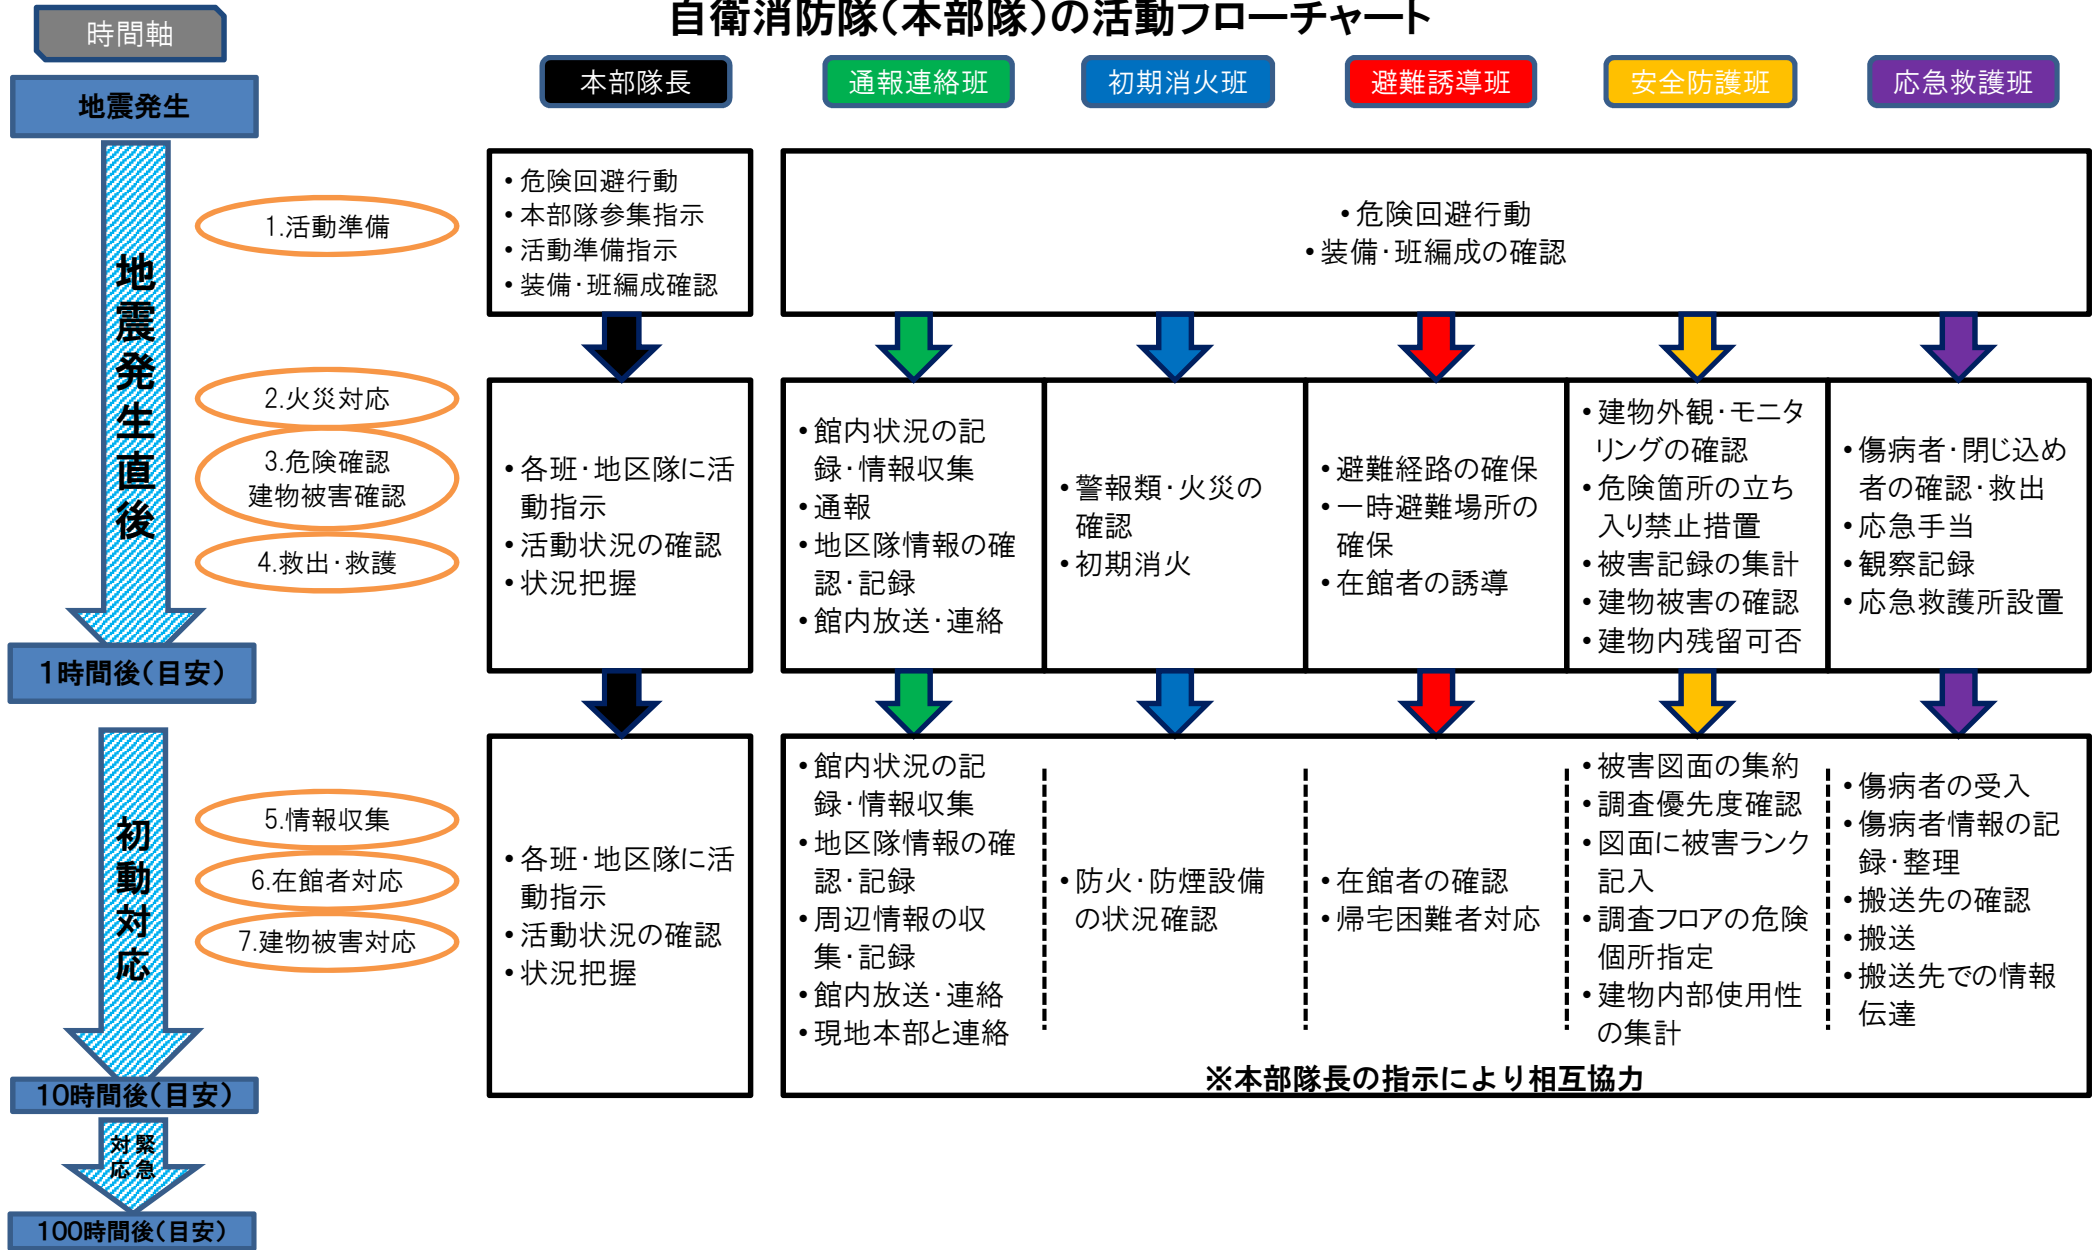 自衛消防隊（本部隊）の活動フローチャート
時間軸
本部隊長
通報連絡班
初期消火班
避難誘導班
安全防護班
応急救護班
地震発生
地震発生直後
1.活動準備
•危険回避行動
•本部隊参集指示
•活動準備指示
•装備・班編成確認
•危険回避行動
•装備・班編成の確認
2.火災対応
3.危険確認
建物被害確認
4.救出・救護
•各班・地区隊に活
動指示
•活動状況の確認
•状況把握
•館内状況の記
録・情報収集
•通報
•地区隊情報の確
認・記録
•館内放送・連絡
•警報類・火災の
確認
•初期消火
•避難経路の確保
•一時避難場所の
確保
•在館者の誘導
•建物外観・モニタ
リングの確認
•危険箇所の立ち
入り禁止措置
•被害記録の集計
•建物被害の確認
•建物内残留可否
•傷病者・閉じ込め
者の確認・救出
•応急手当
•観察記録
•応急救護所設置
1時間後（目安）
初動対応
5.情報収集
6.在館者対応
7.建物被害対応
•各班・地区隊に活
動指示
•活動状況の確認
•状況把握
•館内状況の記
録・情報収集
•地区隊情報の確
認・記録
•周辺情報の収
集・記録
•館内放送・連絡
•現地本部と連絡
•防火・防煙設備
の状況確認
•在館者の確認
•帰宅困難者対応
•被害図面の集約
•調査優先度確認
•図面に被害ランク
記入
•調査フロアの危険
個所指定
•建物内部使用性
の集計
•傷病者の受入
•傷病者情報の記
録・整理
•搬送先の確認
•搬送
•搬送先での情報
伝達
※本部隊長の指示により相互協力
10時間後（目安）
緊急
対応
100時間後（目安）